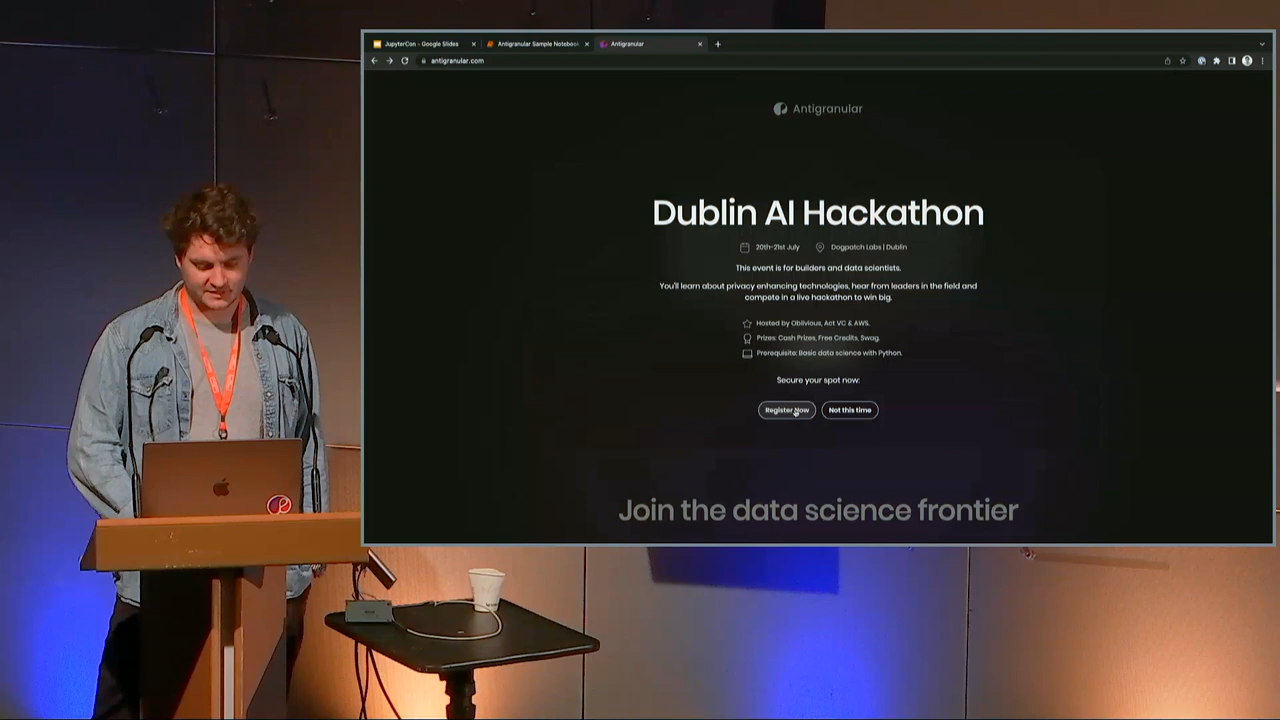 JupyterCon - Google Slides
Antigranular Sample Noteboo
Antigranular
antigranular.com
Antigranular
Dublin AI Hackathon
20th-21st July
Dogpatch Labs | Dublin
This event is for builders and data scientists.
You'll learn about privacy enhancing technologies, hear from leaders in the field and
compete in a live hackathon to win big.
Hosted by Oblivious, Act VC & AWS.
Prizes: Cash Prizes, Free Credits, Swag.
Prerequisite: Basic data science with Python.
Secure your spot now:
Register Now
Not this time
Join the data science frontier